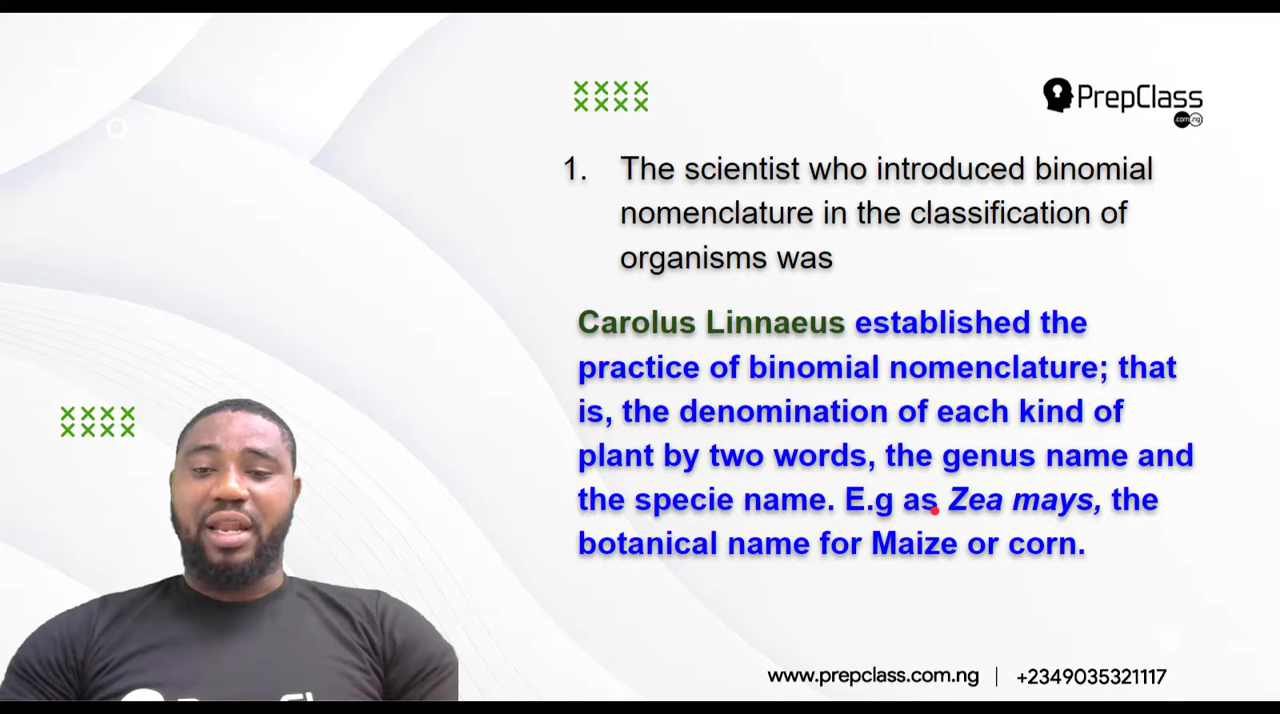 PrepClass
.com.ng
1. The scientist who introduced binomial
nomenclature in the classification of
organisms was
Carolus Linnaeus established the
practice of binomial nomenclature; that
is, the denomination of each kind of
plant by two words, the genus name and
the specie name. E.g as Zea mays, the
botanical name for Maize or corn.
www.prepclass.com.ng | +2349035321117